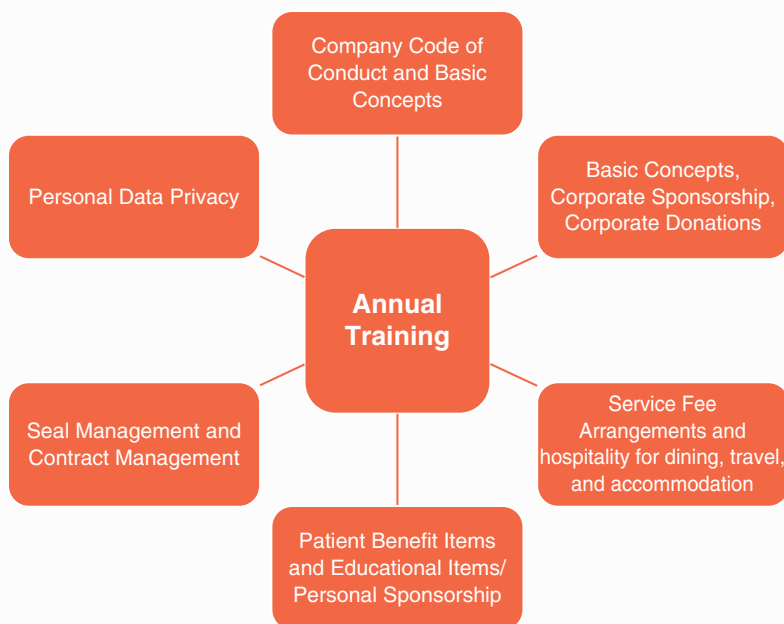 Company Code of
Conduct and Basic
Concepts
Personal Data Privacy
Basic Concepts,
Corporate Sponsorship,
Corporate Donations
Annual
Training
Seal Management and
Contract Management
Service Fee
Arrangements and
hospitality for dining, travel,
and accommodation
Patient Benefit Items
and Educational Items/
Personal Sponsorship